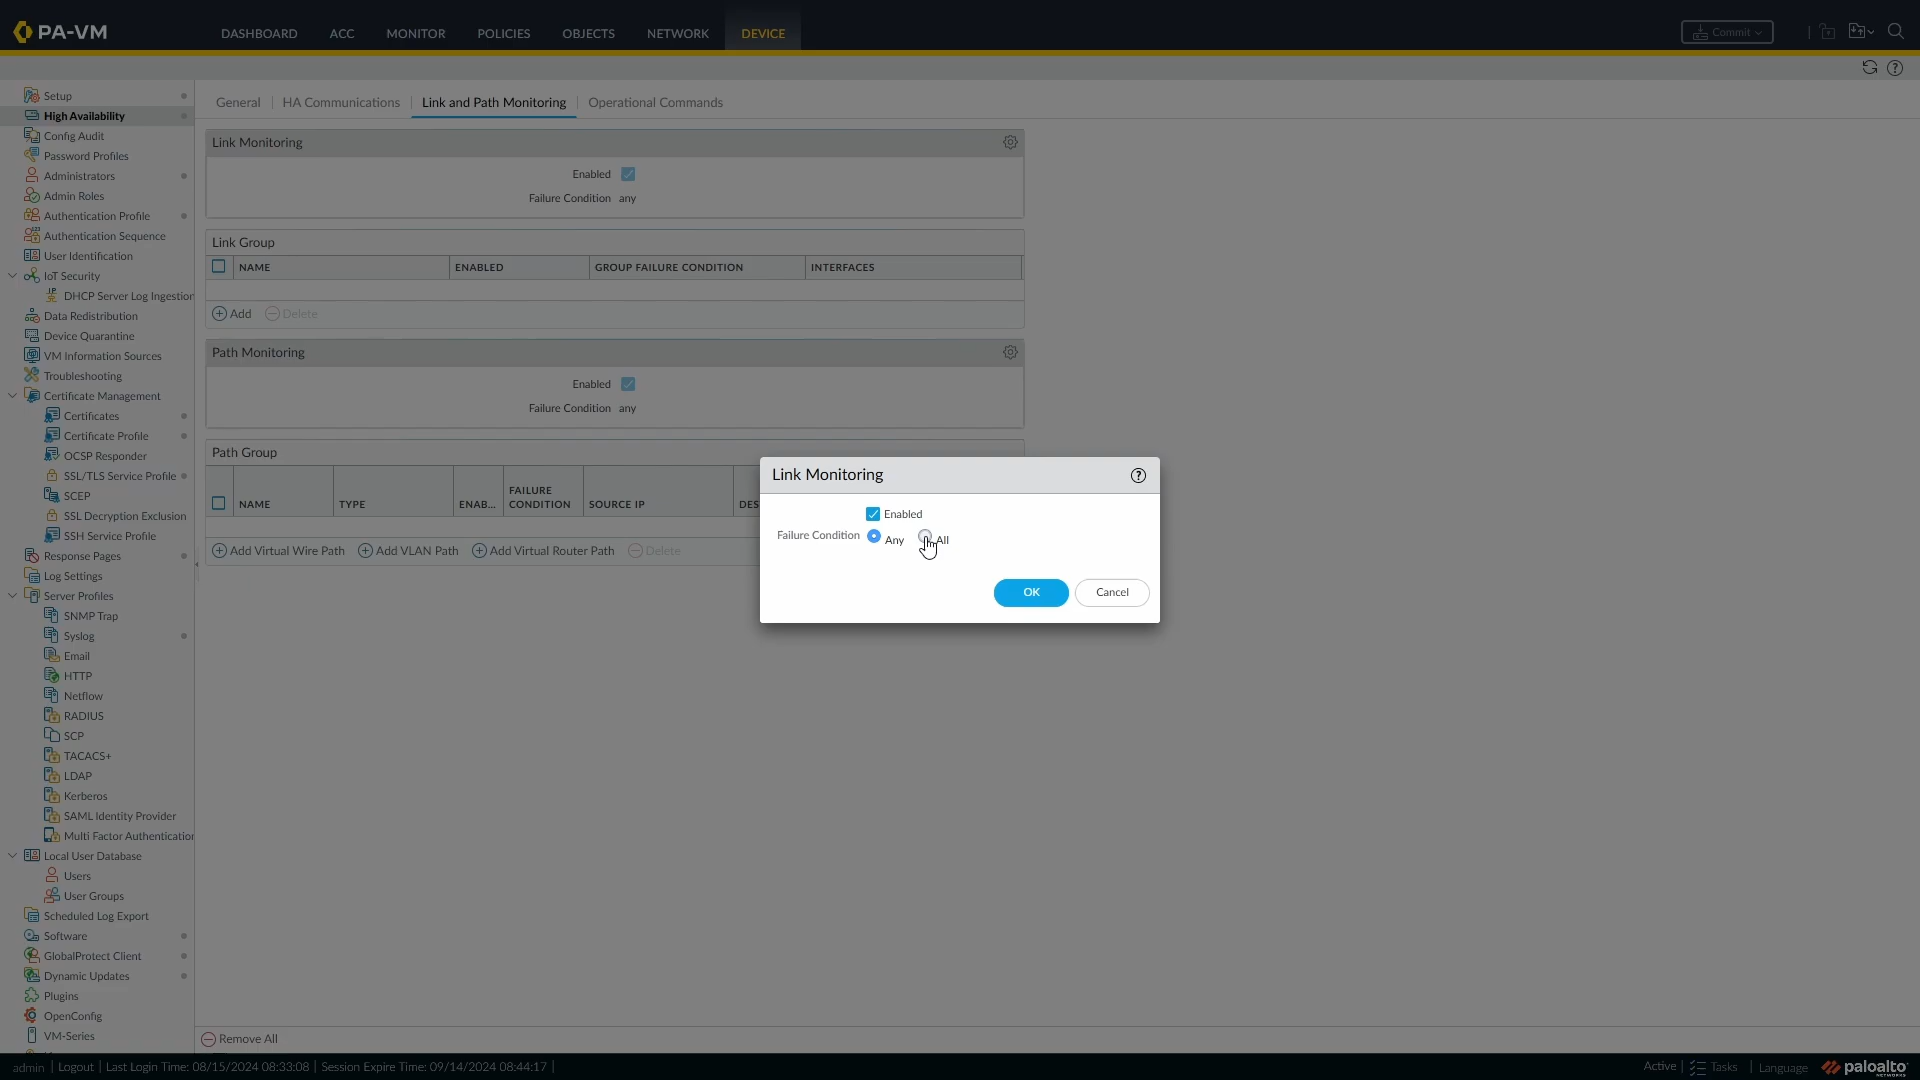 PA-VM
DASHBOARD ACC MONITOR POLICIES OBJECTS NETWORK DEVICE
Commit
Setup
High Availability
Config Audit
Password Profiles
Administrators
Admin Roles
Authentication Profile
Authentication Sequence
User Identification
IoT Security
DHCP Server Log Ingestion
Data Redistribution
Device Quarantine
VM Information Sources
Troubleshooting
Certificate Management
Certificates
Certificate Profile
OCSP Responder
SSL/TLS Service Profile
SCEP
SSL Decryption Exclusion
SSH Service Profile
Response Pages
Log Settings
Server Profiles
SNMP Trap
Syslog
Email
HTTP
Netflow
RADIUS
SCP
TACACS+
LDAP
Kerberos
SAML Identity Provider
Multi Factor Authentication
Local User Database
Users
User Groups
Scheduled Log Export
Software
GlobalProtect Client
Dynamic Updates
Plugins
OpenConfig
VM-Series
General | HA Communications | Link and Path Monitoring | Operational Commands
Link Monitoring
Enabled
Failure Condition any
Link Group
NAME ENABLED GROUP FAILURE CONDITION INTERFACES
Add Delete
Path Monitoring
Enabled
Failure Condition any
Path Group
NAME TYPE ENAB... FAILURE CONDITION SOURCE IP DES
Add Virtual Wire Path Add VLAN Path Add Virtual Router Path Delete
Link Monitoring
Enabled
Failure Condition Any All
OK Cancel
Remove All
admin | Logout | Last Login Time: 08/15/2024 08:33:08 | Session Expire Time: 09/14/2024 08:44:17 |
Active | Tasks | Language paloalto
NETWORKS